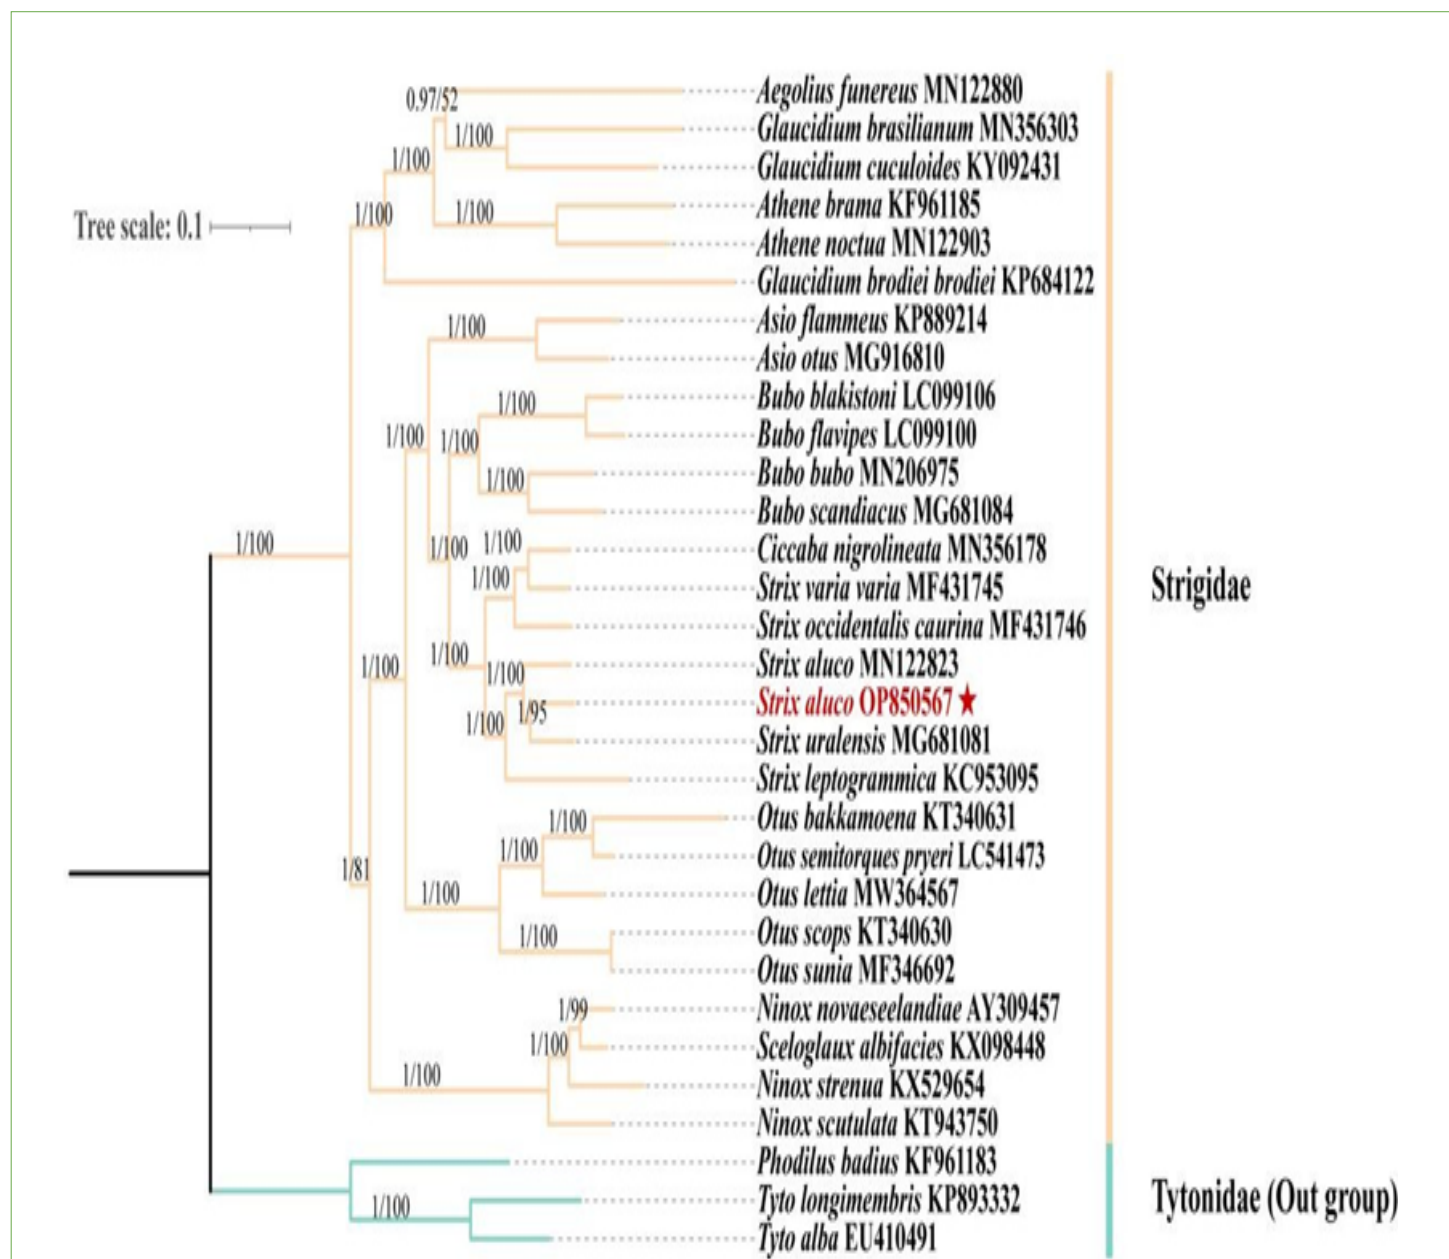 Aegolius funereus MN122880
0.97/52
Glaucidium brasilianum MN356303
1/100
1/100
Glaucidium cuculoides KY092431
Athene brama KF961185
1/100
1/100
Tree scale: 0.1
Athene noctua MN122903
Glaucidium brodiei brodiei KP684122
Asio flammeus KP889214
1/100
Asio otus MG916810
Bubo blakistoni LC099106
1/100
Bubo flavipes LC099100
1/100
1/100
Bubo bubo MN206975
1/100
Bubo scandiacus MG681084
1/100
1/100
1/100
Ciccaba nigrolineata MN356178
1/100
Strix varia varia MF431745
Strigidae
Strix occidentalis caurina MF431746
1/100
1/100
Strix aluco MN122823
1/100
Strix aluco OP850567 ★
1/95
1/100
Strix uralensis MG681081
Strix leptogrammica KC953095
Otus bakkamoena KT340631
1/100
1/100
Otus semitorques pryeri LC541473
1/81
1/100
Otus lettia MW364567
Otus scops KT340630
1/100
Otus sunia MF346692
Ninox novaeseelandiae AY309457
1/99
1/100
Sceloglaux albifacies KX098448
1/100
Ninox strenua KX529654
Ninox scutulata KT943750
Phodilus badius KF961183
Tyto longimembris KP893332
1/100
Tytonidae (Out group)
Tyto alba EU410491